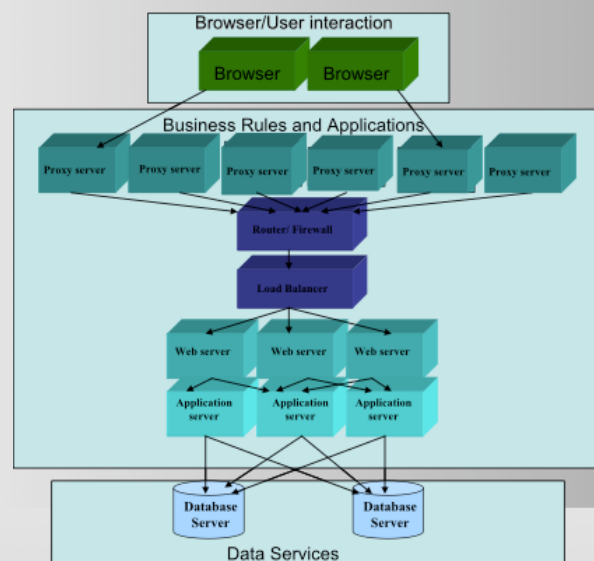 Browser/User interaction
Browser Browser
Business Rules and Applications
Proxy server Proxy server Proxy server Proxy server Proxy server Proxy server
Router/ Firewall
Load Balancer
Web server Web server Web server
Application server Application server Application server
Database Server Database Server
Data Services